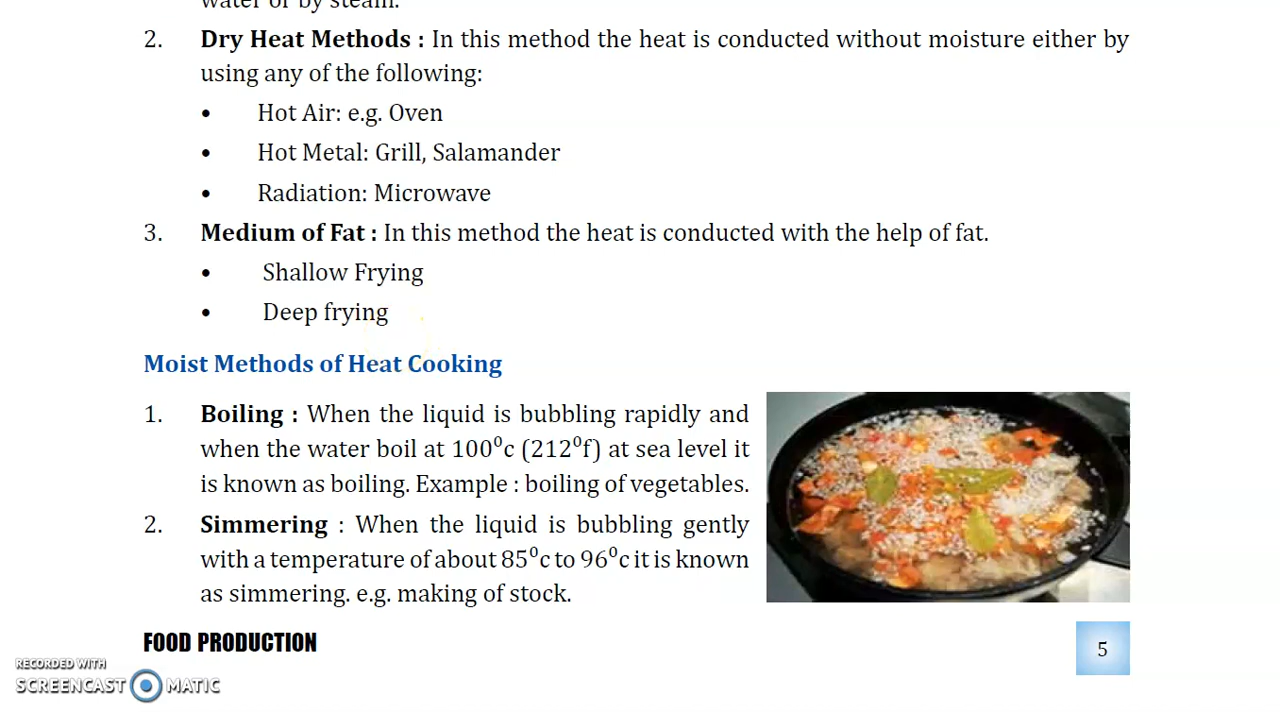 water or by steam.
2. Dry Heat Methods : In this method the heat is conducted without moisture either by
using any of the following:
• Hot Air: e.g. Oven
• Hot Metal: Grill, Salamander
• Radiation: Microwave
3. Medium of Fat : In this method the heat is conducted with the help of fat.
• Shallow Frying
• Deep frying
Moist Methods of Heat Cooking
1. Boiling : When the liquid is bubbling rapidly and
when the water boil at 100⁰c (212⁰f) at sea level it
is known as boiling. Example : boiling of vegetables.
2. Simmering : When the liquid is bubbling gently
with a temperature of about 85⁰c to 96⁰c it is known
as simmering. e.g. making of stock.
FOOD PRODUCTION
5
RECORDED WITH
SCREENCAST MATIC